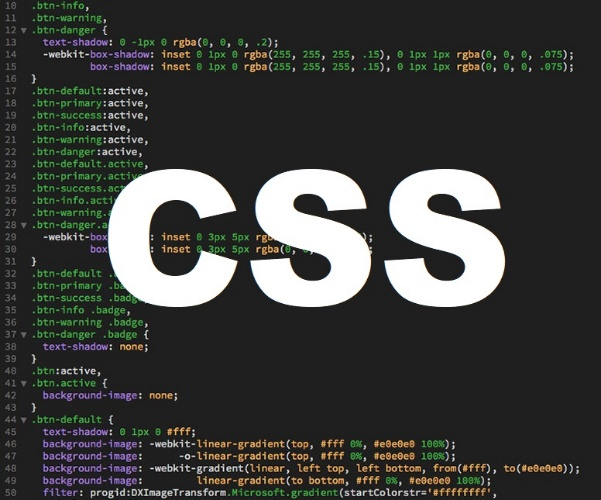 10 .btn-info,
11 .btn-warning,
12 .btn-danger {
13 text-shadow: 0 -1px 0 rgba(0, 0, 0, .2);
14 -webkit-box-shadow: inset 0 1px 0 rgba(255, 255, 255, .15), 0 1px 1px rgba(0, 0, 0, .075);
15 box-shadow: inset 0 1px 0 rgba(255, 255, 255, .15), 0 1px 1px rgba(0, 0, 0, .075);
16 }
17 .btn-default:active,
18 .btn-primary:active,
19 .btn-success:active,
20 .btn-info:active,
21 .btn-warning:active,
22 .btn-danger:active,
23 .btn-default.active,
24 .btn-primary.active,
25 .btn-success.act
26 .btn-info.acti
27 .btn-warning.
28 .btn-danger.a
29 -webkit-box : inset 0 3px 5px rg );
30 box : inset 0 3px 5px rgba(0, 0
31 }
32 .btn-default .
33 .btn-primary .ba
34 .btn-success .ba
35 .btn-info .badge,
36 .btn-warning .badge,
37 .btn-danger .badge {
38 text-shadow: none;
39 }
40 .btn:active,
41 .btn.active {
42 background-image: none;
43 }
44 .btn-default {
45 text-shadow: 0 1px 0 #fff;
46 background-image: -webkit-linear-gradient(top, #fff 0%, #e0e0e0 100%);
47 background-image: -o-linear-gradient(top, #fff 0%, #e0e0e0 100%);
48 background-image: -webkit-gradient(linear, left top, left bottom, from(#fff), to(#e0e0e0));
49 background-image: linear-gradient(to bottom, #fff 0%, #e0e0e0 100%);
50 filter: progid:DXImageTransform.Microsoft.gradient(startColorstr='#ffffffff',
CSS